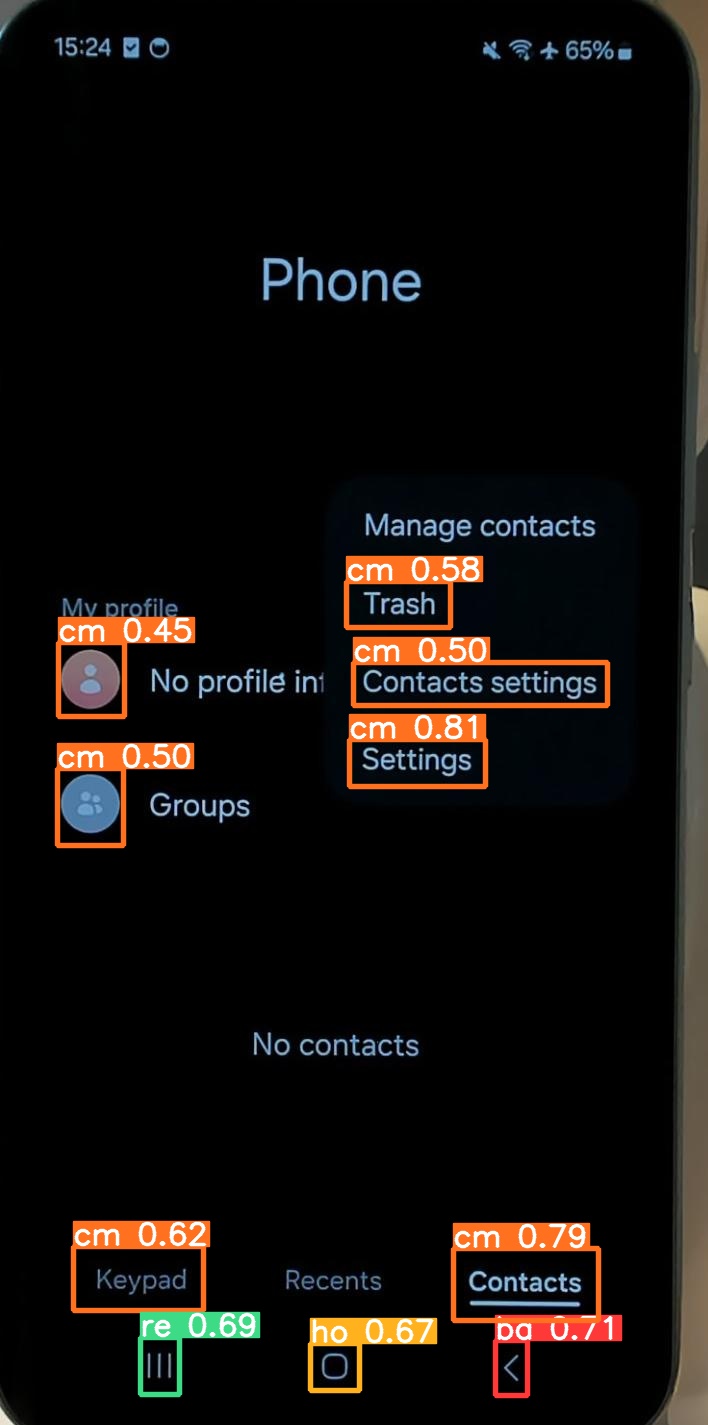 15:24 65%
Phone
Manage contacts
cm 0.58
Trash
My profile
cm 0.45
No profile inf
cm 0.50
Contacts settings
cm 0.81
Settings
cm 0.50
Groups
No contacts
cm 0.62
Keypad
Recents
cm 0.79
Contacts
re 0.69
ho 0.67
ba 0.71